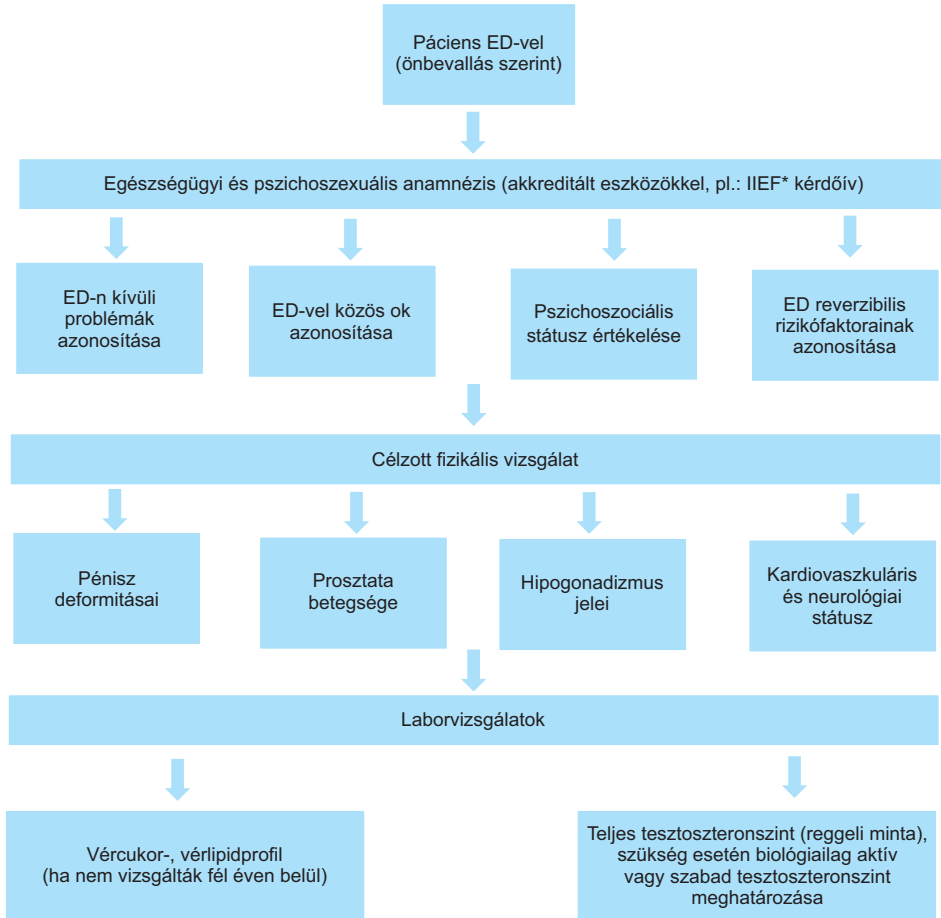 Páciens ED-vel
(önbevallás szerint)
Egészségügyi és pszichoszexuális anamnézis (akkreditált eszközökkel, pl.: IIEF* kérdőív)
ED-n kívüli
problémák
azonosítása
ED-vel közös ok
azonosítása
Pszichoszociális
státusz értékelése
ED reverzibilis
rizikófaktorainak
azonosítása
Célzott fizikális vizsgálat
Pénisz
deformitásai
Prosztata
betegsége
Hipogonadizmus
jelei
Kardiovaszkuláris
és neurológiai
státusz
Laborvizsgálatok
Vércukor-, vérlipidprofil
(ha nem vizsgálták fél éven belül)
Teljes tesztoszteronszint (reggeli minta),
szükség esetén biológiailag aktív
vagy szabad tesztoszteronszint
meghatározása